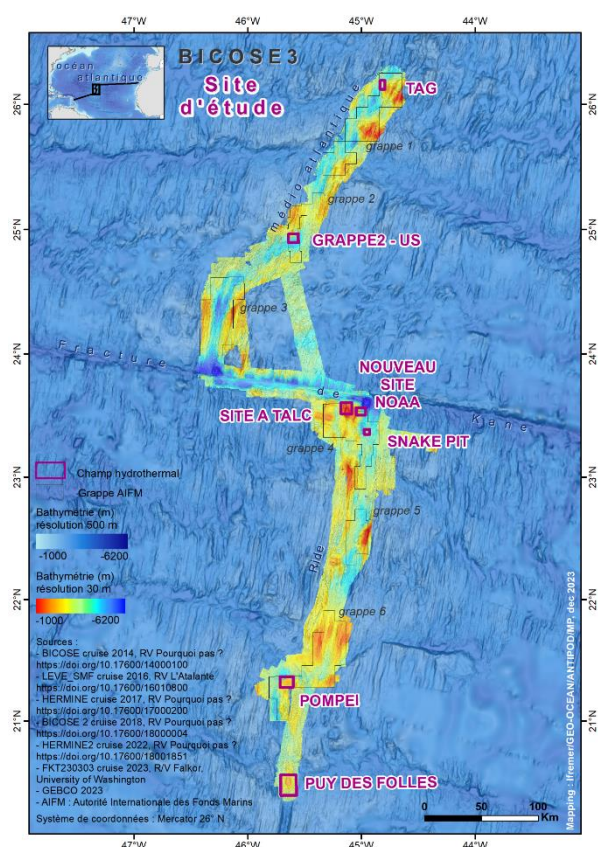 47°W 46°W 45°W 44°W
BICOSE3
Site
d'étude
océan
atlantique
26°N
TAG
grappe 1
médio atlantique
grappe 2
25°N
GRAPPE2 - US
grappe 3
24°N
Fracture de Kane
NOUVEAU
SITE
NOAA
SITE A TALC
SNAKE PIT
grappe 4
23°N
Champ hydrothermal
Grappe AIFM
grappe 5
Bathymétrie (m)
résolution 500 m
-1000 -6200
Ride
Bathymétrie (m)
résolution 30 m
-1000 -6200
22°N
grappe 6
Sources :
- BICOSE cruise 2014, RV Pourquoi pas ?
https://doi.org/10.17600/14000100
- LEVE_SMF cruise 2016, RV L'Atalante
https://doi.org/10.17600/16010800
- HERMINE cruise 2017, RV Pourquoi pas ?
https://doi.org/10.17600/17000200
- BICOSE 2 cruise 2018, RV Pourquoi pas ?
https://doi.org/10.17600/18000004
- HERMINE2 cruise 2022, RV Pourquoi pas ?
https://doi.org/10.17600/18001851
- FKT230303 cruise 2023, R/V Falkor,
University of Washington
- GEBCO 2023
- AIFM : Autorité Internationale des Fonds Marins
Système de coordonnées : Mercator 26° N
POMPEI
21°N
PUY DES FOLLES
0 50 100
Km
Mapping : Ifremer/GEO-OCEAN/ANTIPOD/MP, dec 2023
47°W 46°W 45°W 44°W
26°N
25°N
24°N
23°N
22°N
21°N